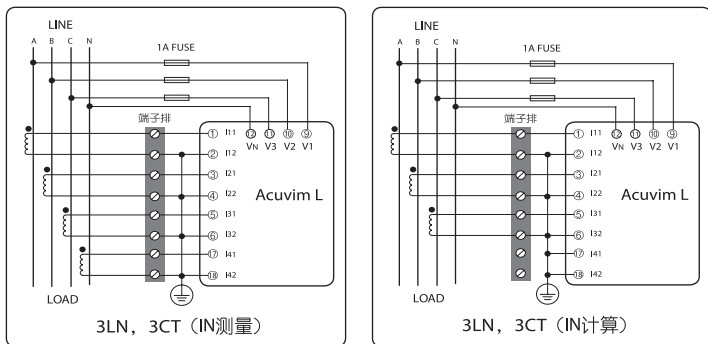 LINE
A B C N
1A FUSE
端子排
① I11
② I12
③ I21
④ I22
⑤ I31
⑥ I32
⑰ I41
⑱ I42
⑫ ⑪ ⑩ ⑨
VN V3 V2 V1
Acuvim L
LOAD
3LN，3CT（IN测量）
LINE
A B C N
1A FUSE
端子排
① I11
② I12
③ I21
④ I22
⑤ I31
⑥ I32
⑰ I41
⑱ I42
⑫ ⑪ ⑩ ⑨
VN V3 V2 V1
Acuvim L
LOAD
3LN，3CT（IN计算）